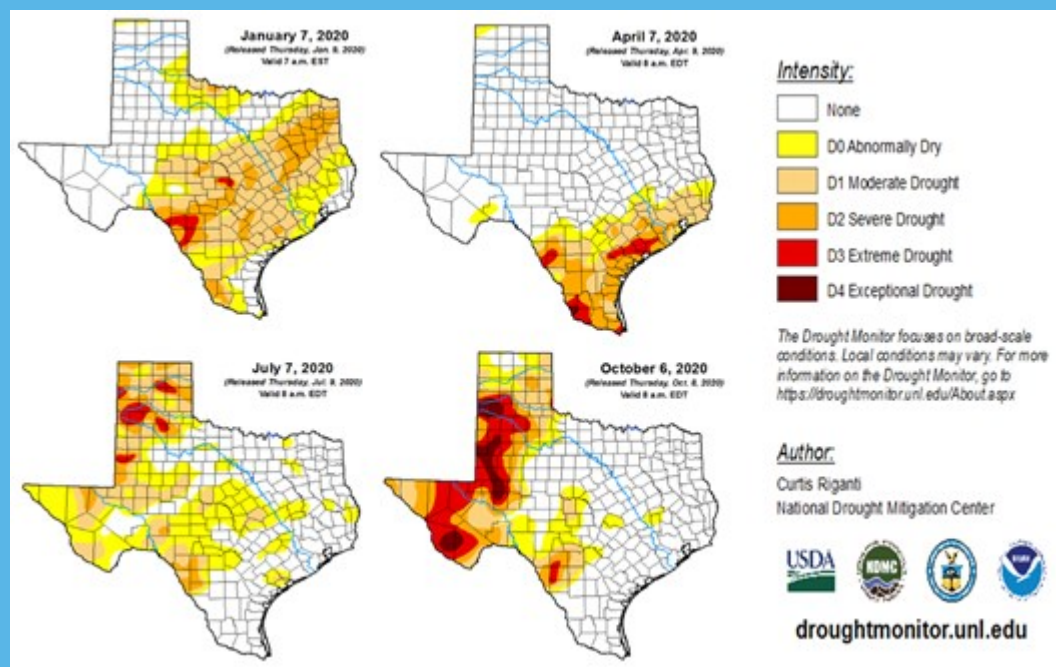 January 7, 2020
(Released Thursday, Jan. 9, 2020)
Valid 7 a.m. EST
April 7, 2020
(Released Thursday, Apr. 9, 2020)
Valid 8 a.m. EDT
July 7, 2020
(Released Thursday, Jul. 9, 2020)
Valid 8 a.m. EDT
October 6, 2020
(Released Thursday, Oct. 8, 2020)
Valid 8 a.m. EDT
Intensity:
None
D0 Abnormally Dry
D1 Moderate Drought
D2 Severe Drought
D3 Extreme Drought
D4 Exceptional Drought
The Drought Monitor focuses on broad-scale
conditions. Local conditions may vary. For more
information on the Drought Monitor, go to
https://droughtmonitor.unl.edu/About.aspx
Author:
Curtis Riganti
National Drought Mitigation Center
USDA
NDMC
droughtmonitor.unl.edu